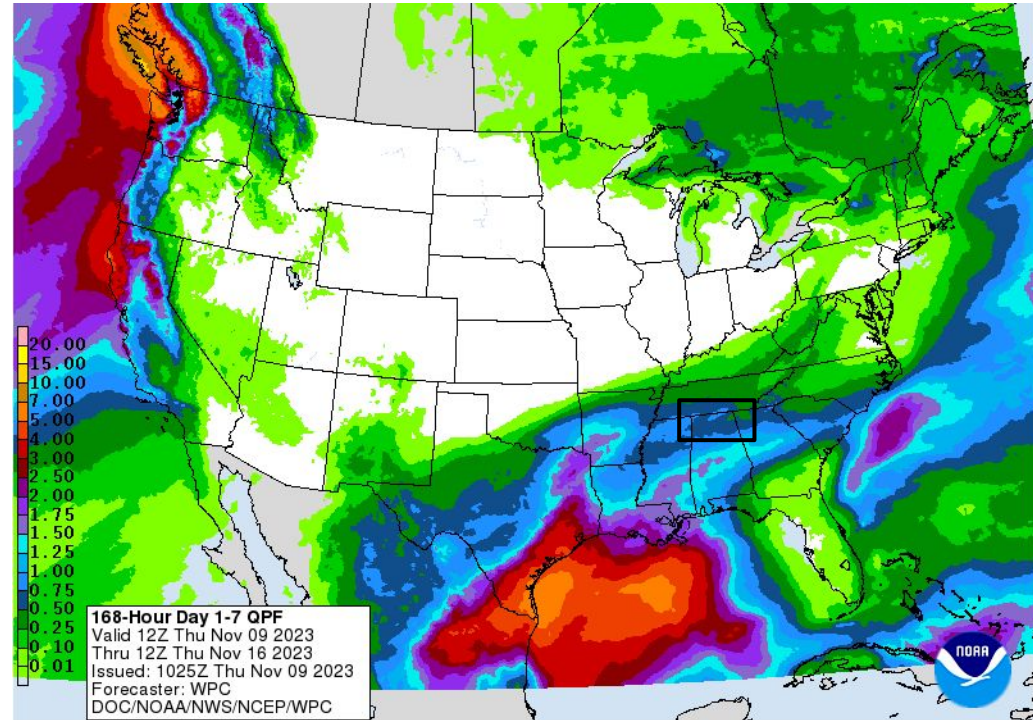 20.00
15.00
10.00
7.00
5.00
4.00
3.00
2.50
2.00
1.75
1.50
1.25
1.00
0.75
0.50
0.25
0.10
0.01
168-Hour Day 1-7 QPF
Valid 12Z Thu Nov 09 2023
Thru 12Z Thu Nov 16 2023
Issued: 1025Z Thu Nov 09 2023
Forecaster: WPC
DOC/NOAA/NWS/NCEP/WPC
NOAA